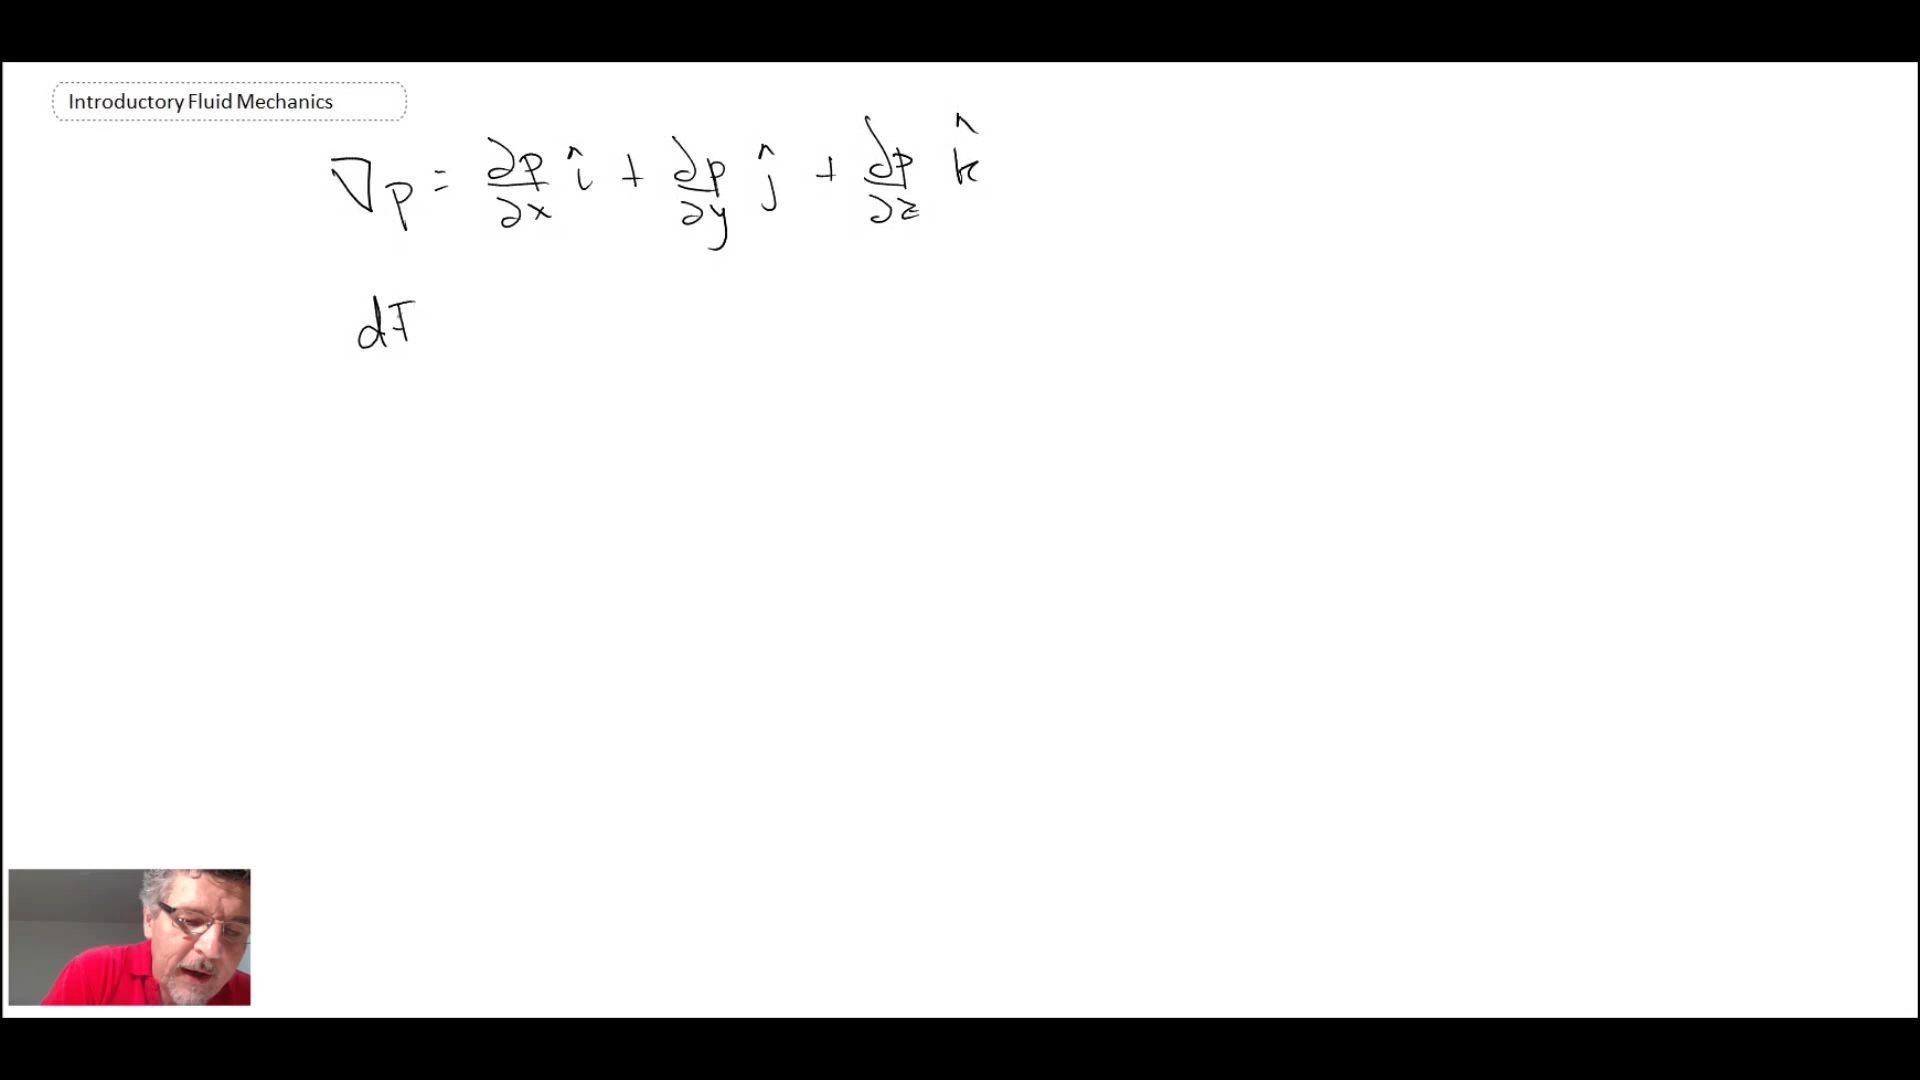 Introductory Fluid Mechanics
∇p = ∂p/∂x î + ∂p/∂y ĵ + ∂p/∂z k̂
dF